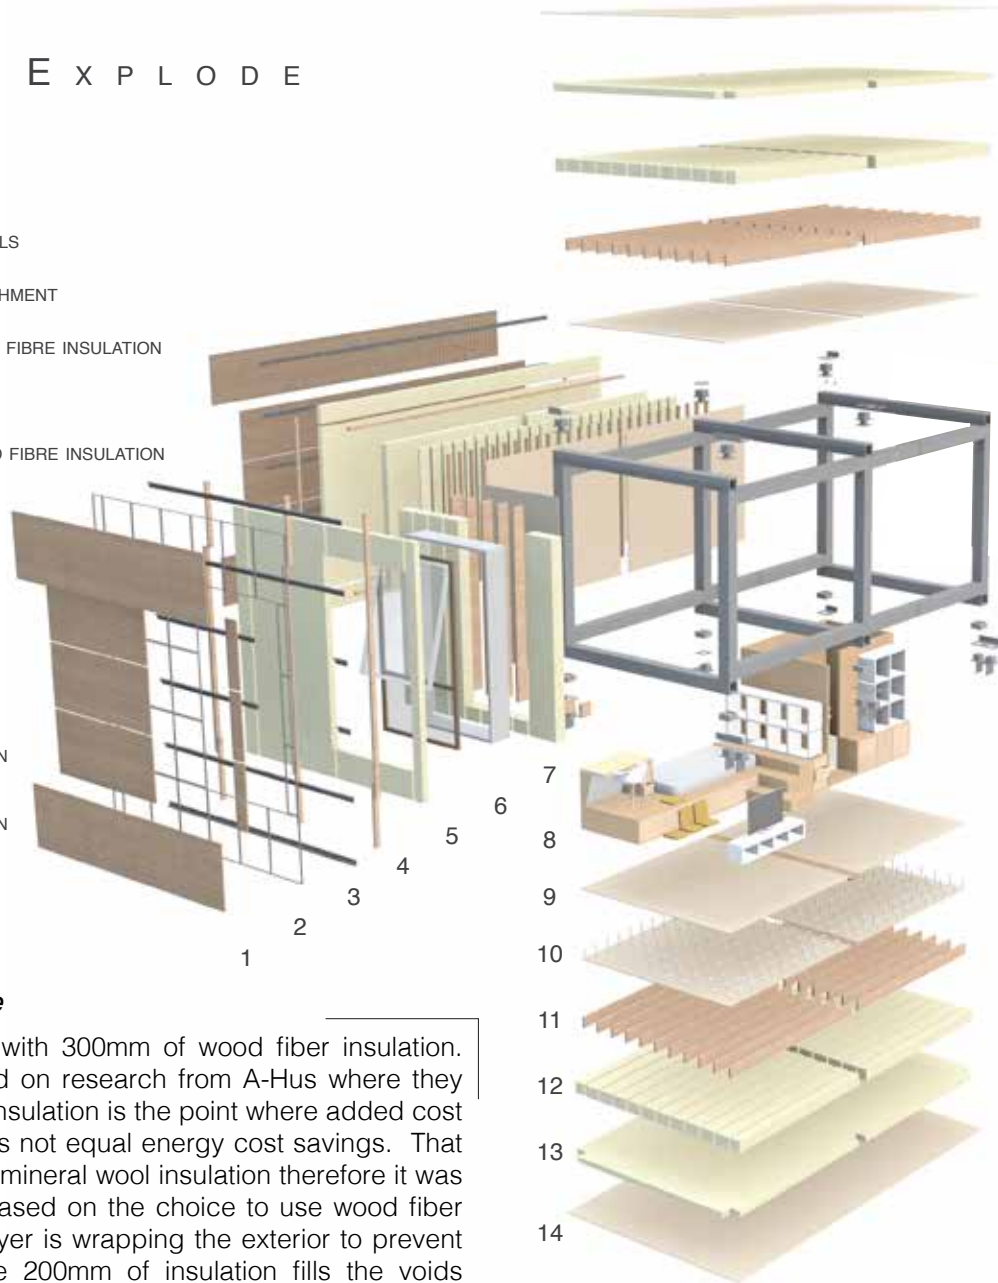 EXPLODE
LS
HMENT
FIBRE INSULATION
FIBRE INSULATION
N
N
7
6
8
5
4
3
9
2
10
1
e
11
with 300mm of wood fiber insulation.
d on research from A-Hus where they
nsulation is the point where added cost
12
s not equal energy cost savings. That
mineral wool insulation therefore it was
13
ased on the choice to use wood fiber
yer is wrapping the exterior to prevent
14
e 200mm of insulation fills the voids